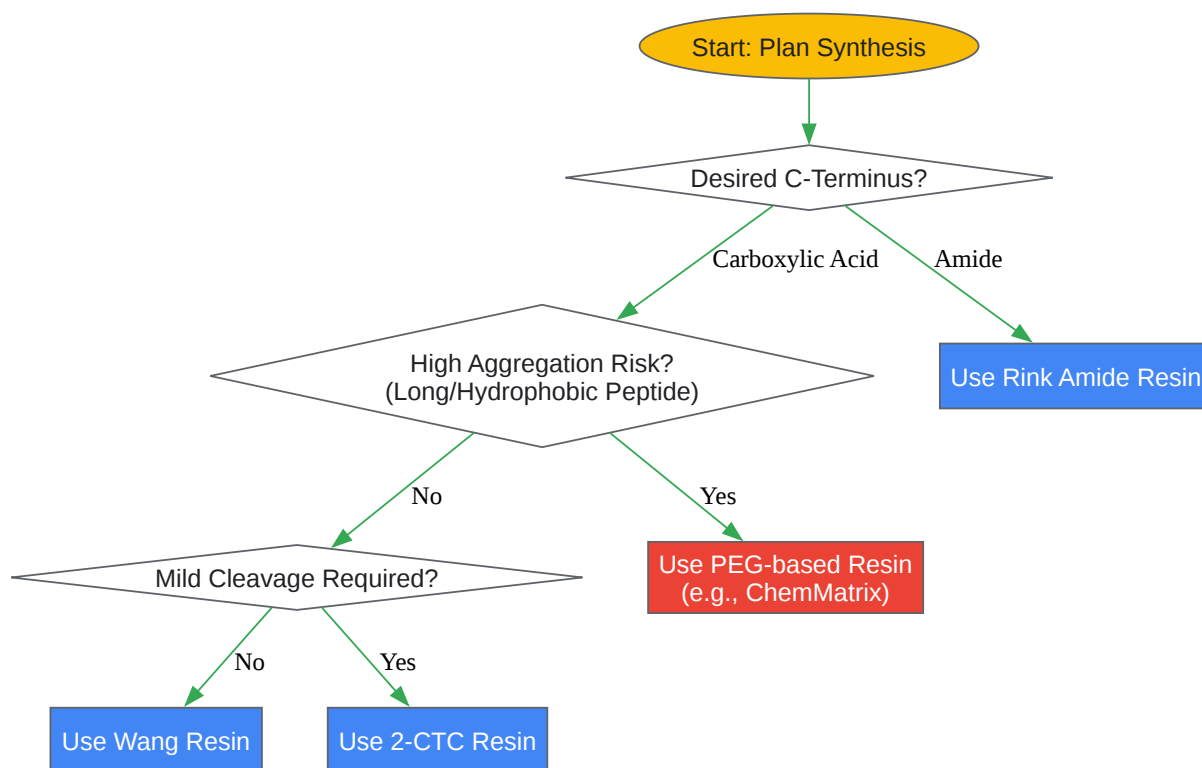 Start: Plan Synthesis
Desired C-Terminus?
Carboxylic Acid
Amide
High Aggregation Risk?
(Long/Hydrophobic Peptide)
Use Rink Amide Resin
No
Yes
Mild Cleavage Required?
Use PEG-based Resin
(e.g., ChemMatrix)
No
Yes
Use Wang Resin
Use 2-CTC Resin